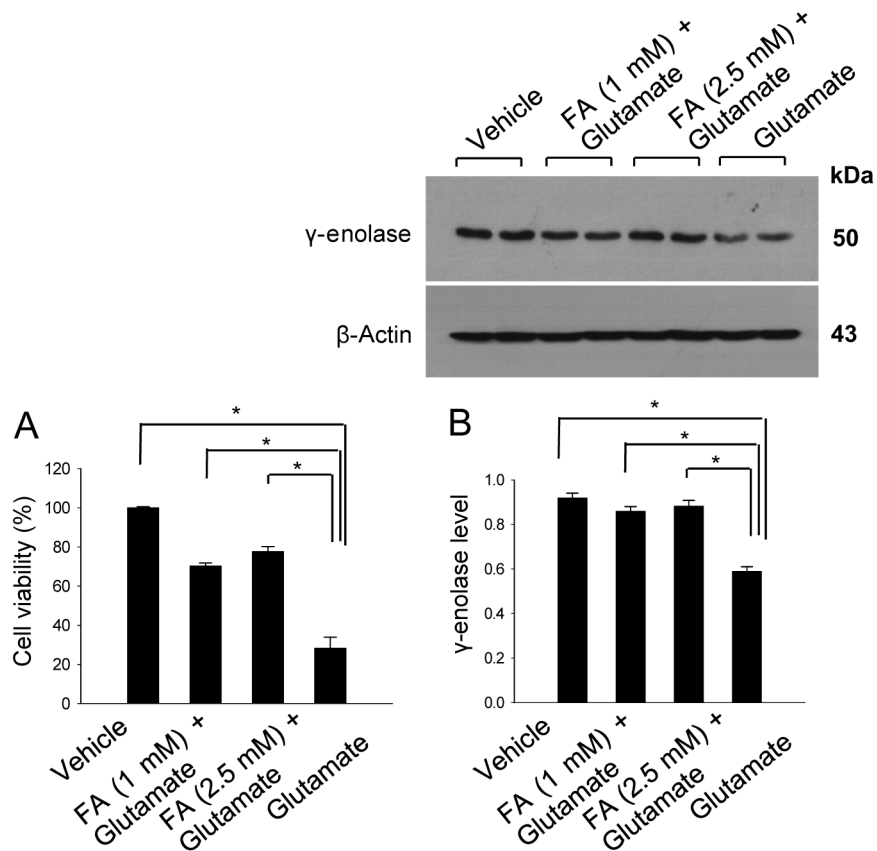 Vehicle
FA (1 mM) +
Glutamate
FA (2.5 mM) +
Glutamate
Glutamate
kDa
γ-enolase
50
β-Actin
43
A
*
*
*
Cell viability (%)
120
100
80
60
40
20
0
Vehicle
FA (1 mM) +
Glutamate
FA (2.5 mM) +
Glutamate
Glutamate
B
*
*
*
γ-enolase level
1.0
0.8
0.6
0.4
0.2
0.0
Vehicle
FA (1 mM) +
Glutamate
FA (2.5 mM) +
Glutamate
Glutamate